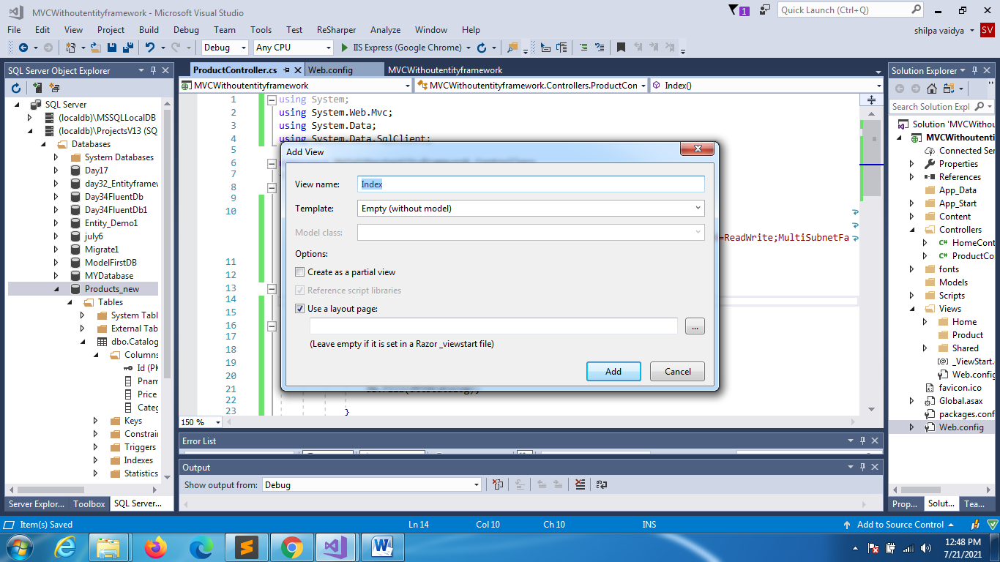 MVCWithoutentityframework - Microsoft Visual Studio
1
Quick Launch (Ctrl+Q)
File Edit View Project Build Debug Team Tools Test ReSharper Analyze Window Help
shilpa vaidya
SV
Debug Any CPU IIS Express (Google Chrome)
SQL Server Object Explorer
SQL Server
(localdb)\MSSQLLocalDB
(localdb)\ProjectsV13 (SQ
Databases
System Databases
Day17
day32_Entityframew
Day34FluentDb
Day34FluentDb1
Entity_Demo1
july6
Migrate1
ModelFirstDB
MYDatabase
Products_new
Tables
System Tabl
External Tab
dbo.Catalog
Columns
Id (PK
Pnam
Price
Categ
Keys
Constrai
Triggers
Indexes
Statistics
Server Explor... Toolbox SQL Server...
ProductController.cs Web.config MVCWithoutentityframework
MVCWithoutentityframework MVCWithoutentityframework.Controllers.ProductCon Index()
1 using System;
2 using System.Web.Mvc;
3 using System.Data;
4 using System.Data.SqlClient;
5
6
7
8
9
10
=ReadWrite;MultiSubnetFa
11
12
13
14
15
16
17
18
19
20
21
22
23 }
150 %
Add View
View name: Index
Template: Empty (without model)
Model class:
Options:
Create as a partial view
Reference script libraries
Use a layout page:
...
(Leave empty if it is set in a Razor _viewstart file)
Add Cancel
Error List
Output
Show output from: Debug
Solution Explorer
Search Solution Expl
Solution 'MVCWithou
MVCWithoutenti
Connected Ser
Properties
References
App_Data
App_Start
Content
Controllers
C# HomeCont
C# ProductCo
fonts
Models
Scripts
Views
Home
Product
Shared
_ViewStart.
Web.config
favicon.ico
Global.asax
packages.conf
Web.config
Prop... Solut... Tea...
Item(s) Saved Ln 14 Col 10 Ch 10 INS Add to Source Control
12:48 PM
7/21/2021